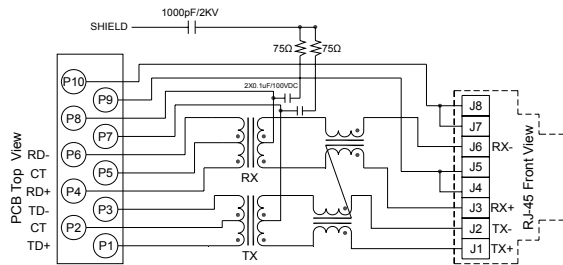 1000pF/2KV
SHIELD
75Ω
75Ω
2X0.1uF/100VDC
PCB Top View
P10
P9
P8
P7
P6
P5
P4
P3
P2
P1
RD-
CT
RD+
TD-
CT
TD+
RX
TX
J8
J7
J6
J5
J4
J3
J2
J1
RX-
RX+
TX-
TX+
RJ-45 Front View